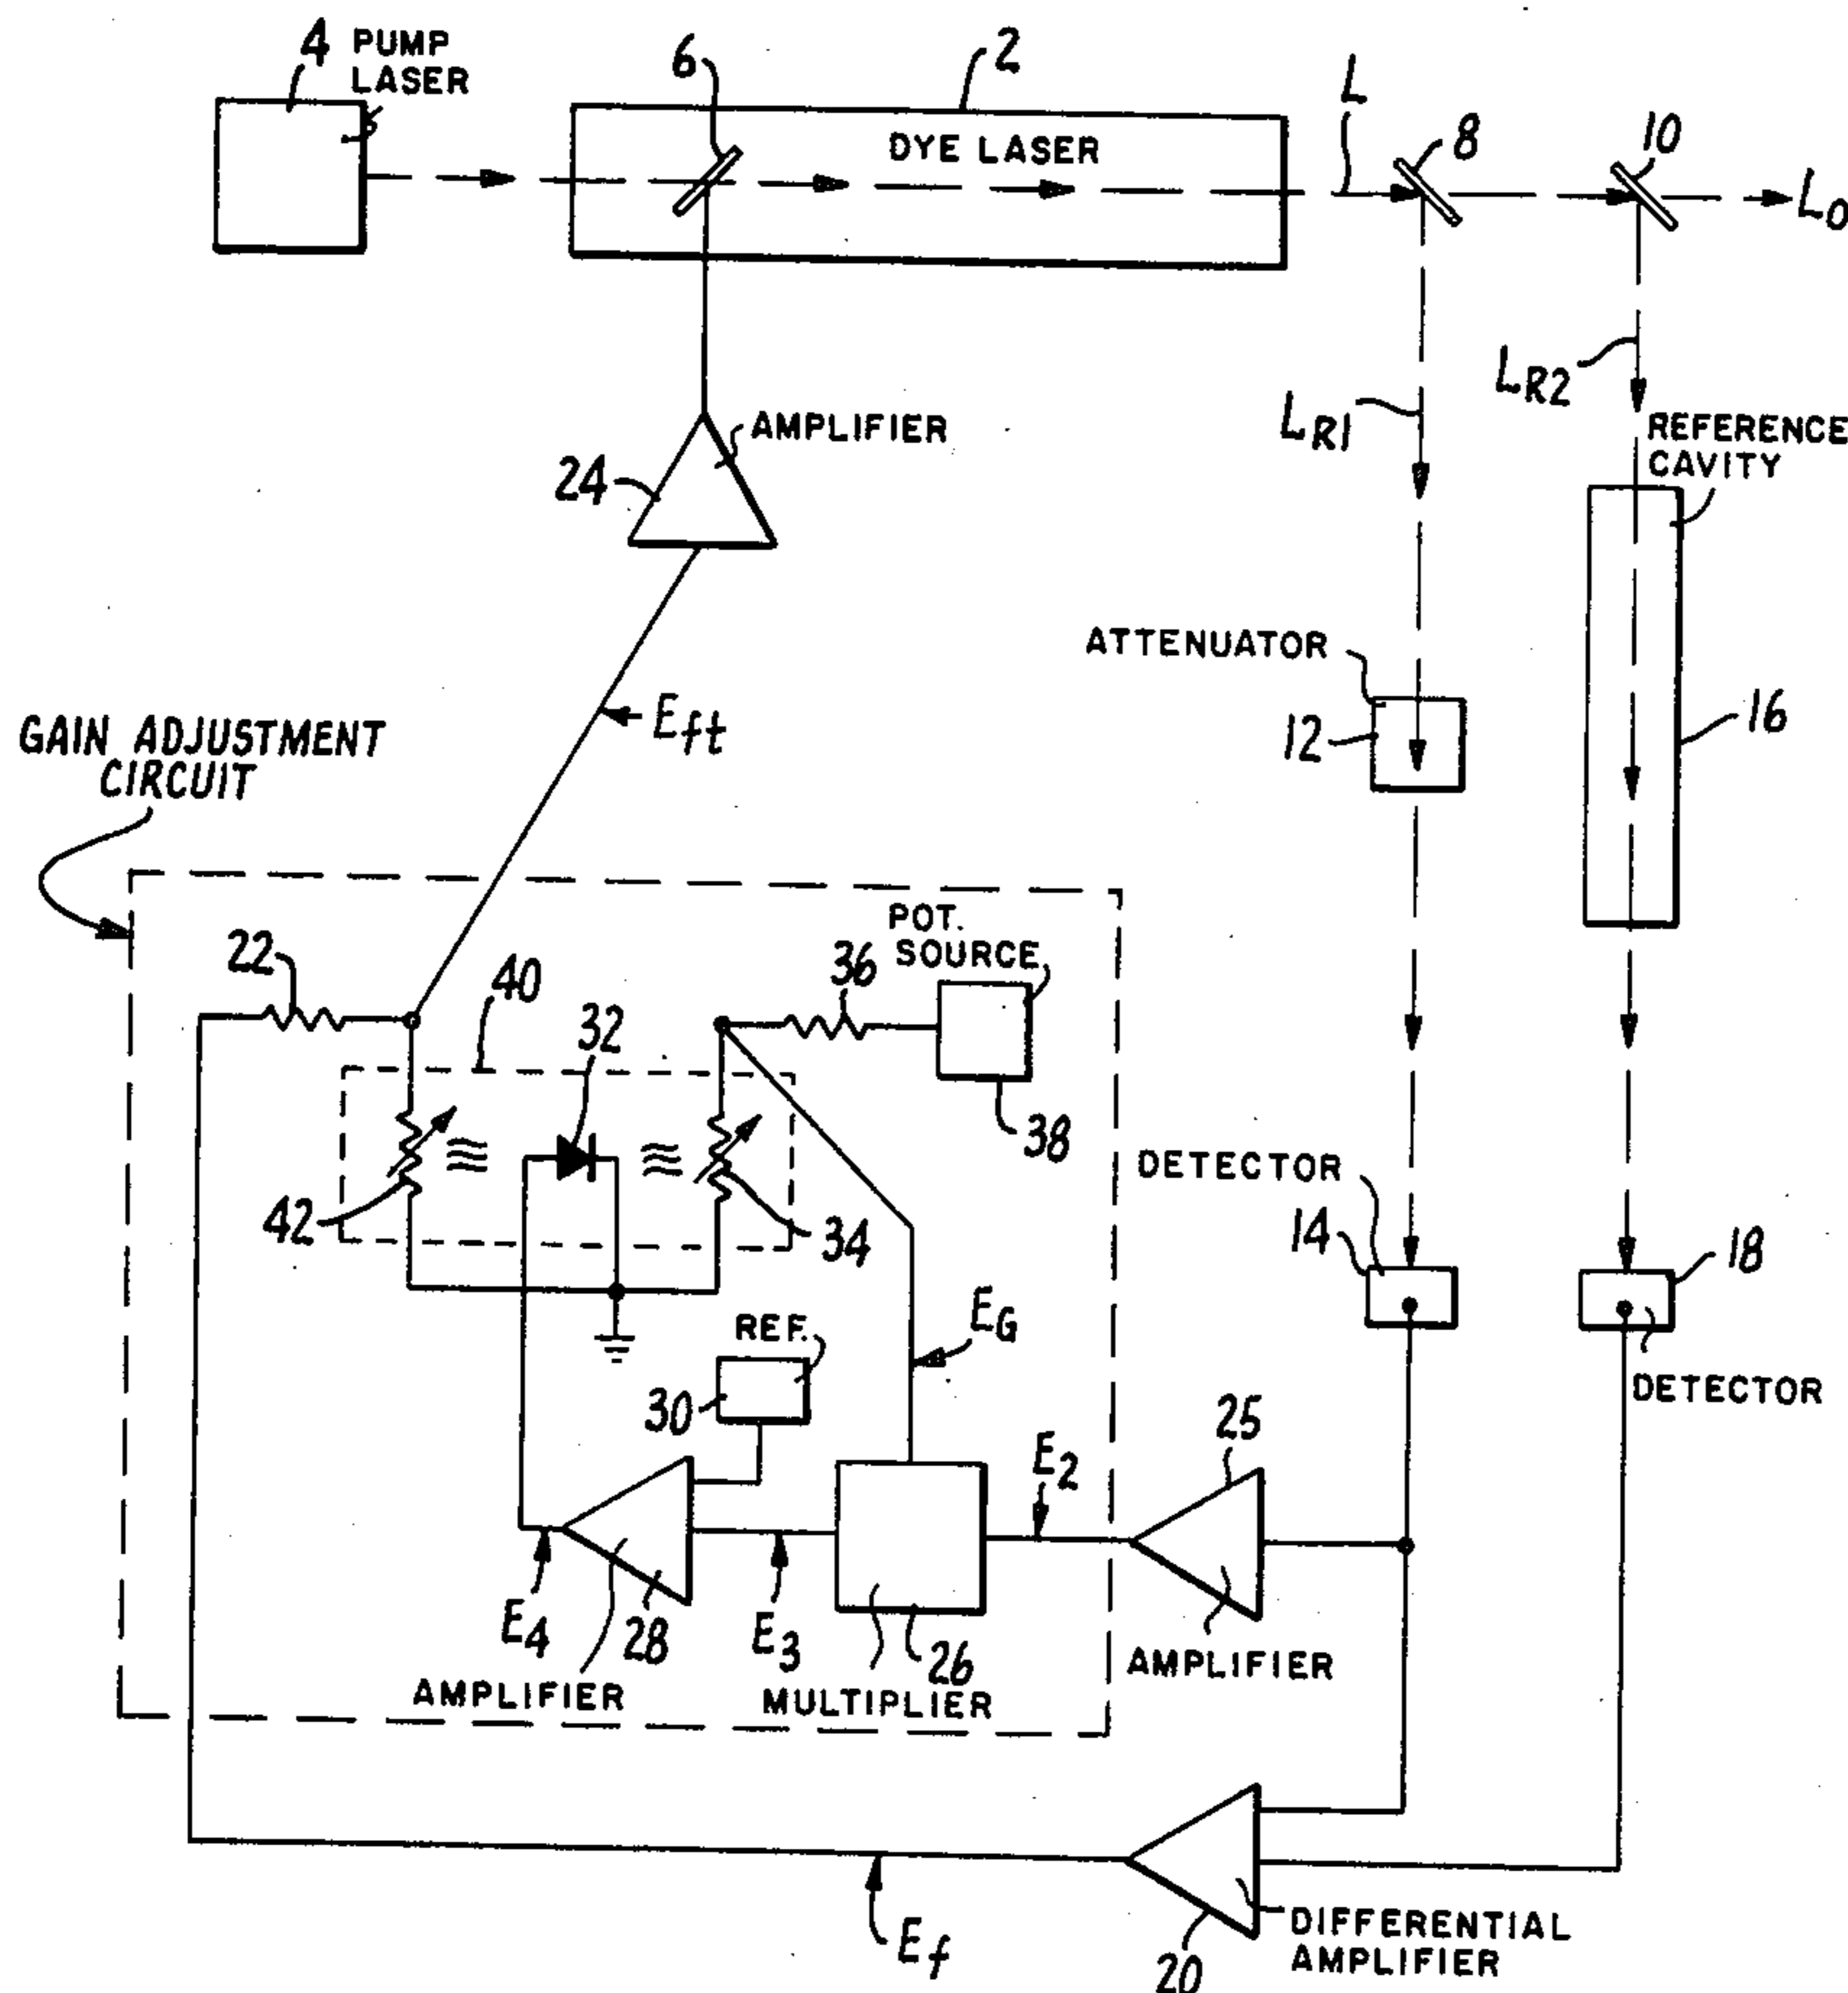 4 PUMP
LASER
6
2
DYE LASER
L
8
10
LO
LR1
LR2
REFERENCE
CAVITY
AMPLIFIER
24
ATTENUATOR
12
16
Eft
GAIN ADJUSTMENT
CIRCUIT
POT.
SOURCE
22
40
32
36
38
42
34
DETECTOR
14
18
DETECTOR
REF.
30
EG
25
E2
E4
28
E3
26
AMPLIFIER
MULTIPLIER
AMPLIFIER
Ef
20
DIFFERENTIAL
AMPLIFIER